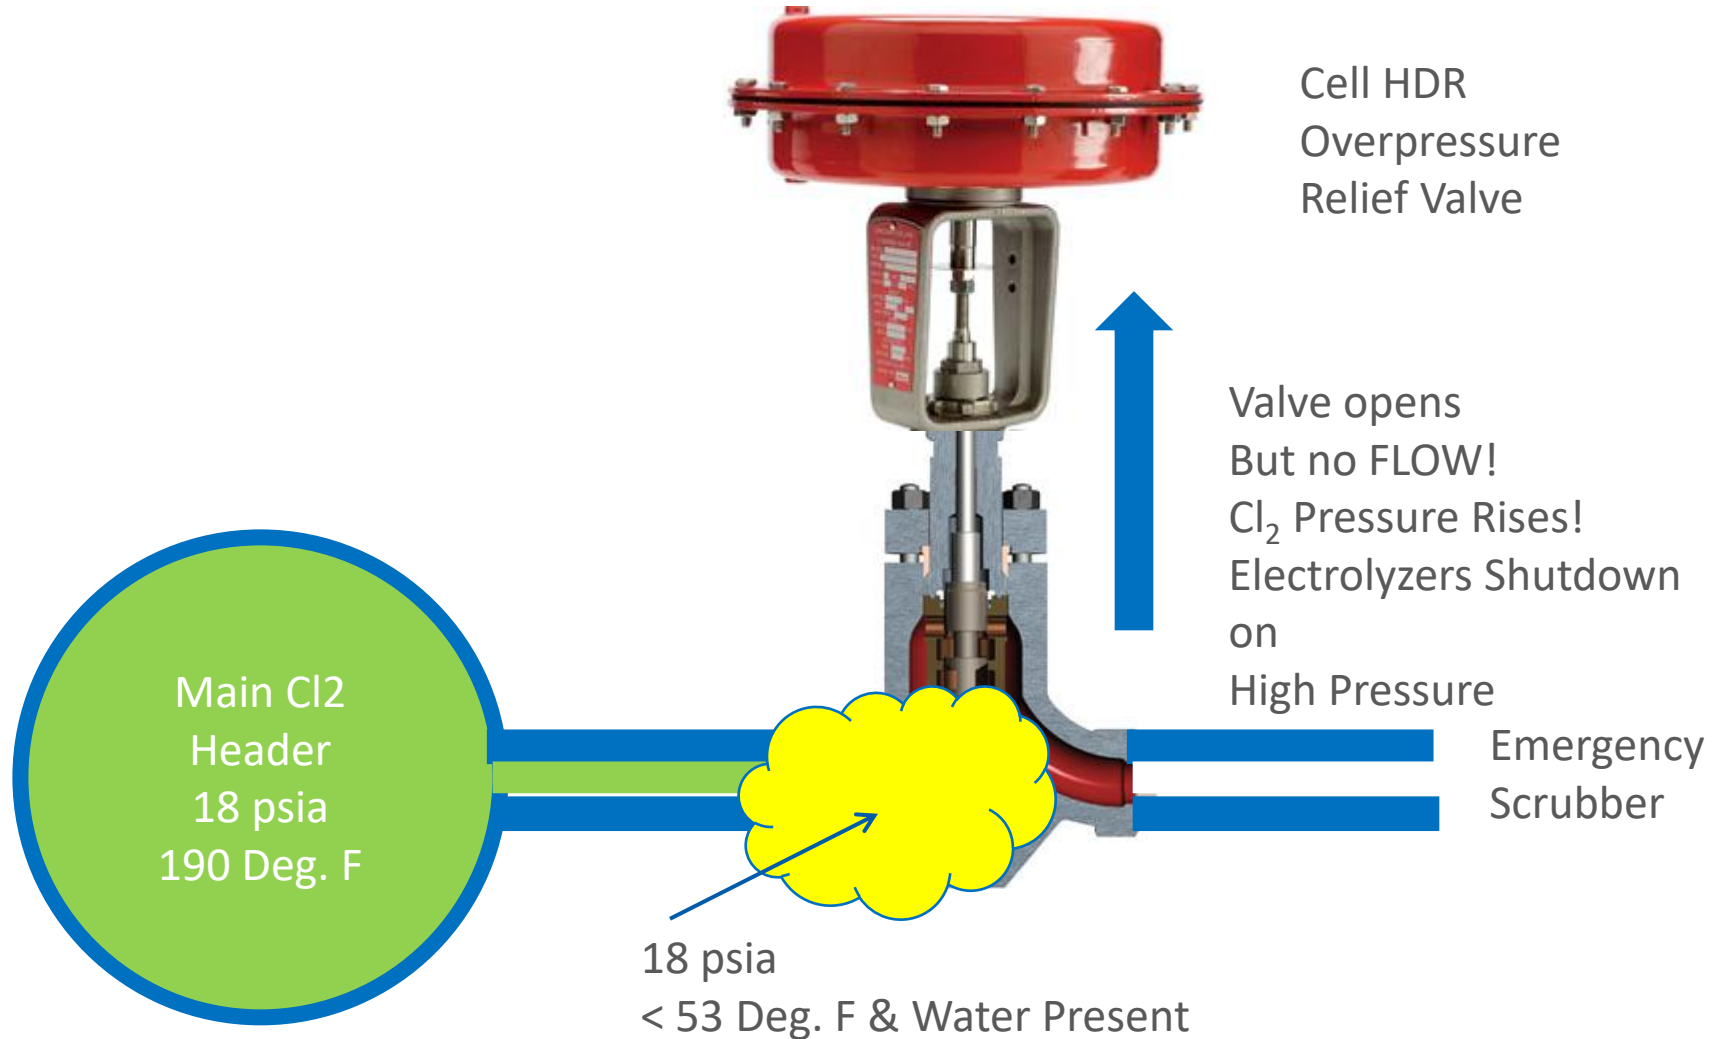 Cell HDR
Overpressure
Relief Valve
Valve opens
But no FLOW!
Cl₂ Pressure Rises!
Electrolyzers Shutdown
on
High Pressure
Main Cl2
Header
18 psia
190 Deg. F
Emergency
Scrubber
18 psia
< 53 Deg. F & Water Present